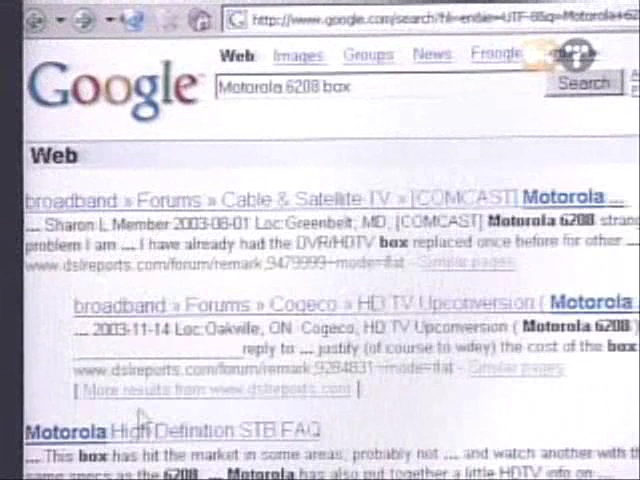 http://www.google.com/search?hl=en&ie=UTF-8&q=Motorola+6
Web Images Groups News Froogle
Google
Motorola 6208 box
Search
Web
broadband » Forums » Cable & Satellite TV » [COMCAST] Motorola ...
... Sharon L Member 2003-08-01 Loc:Greenbelt, MD, [COMCAST] Motorola 6208 stran
problem I am ... I have already had the DVR/HDTV box replaced once before for other ...
www.dslreports.com/forum/remark,9479999~mode=flat - Similar pages
broadband » Forums » Cogeco » HD TV Upconversion ( Motorola
... 2003-11-14 Loc:Oakville, ON Cogeco, HD TV Upconversion ( Motorola 6208 )
reply to ... justify (of course to wifey) the cost of the box
www.dslreports.com/forum/remark,9284831~mode=flat - Similar pages
[ More results from www.dslreports.com ]
Motorola High Definition STB FAQ
... This box has hit the market in some areas, probably not ... and watch another with th
same specs as the 6208. ... Motorola has also put together a little HDTV info on ...